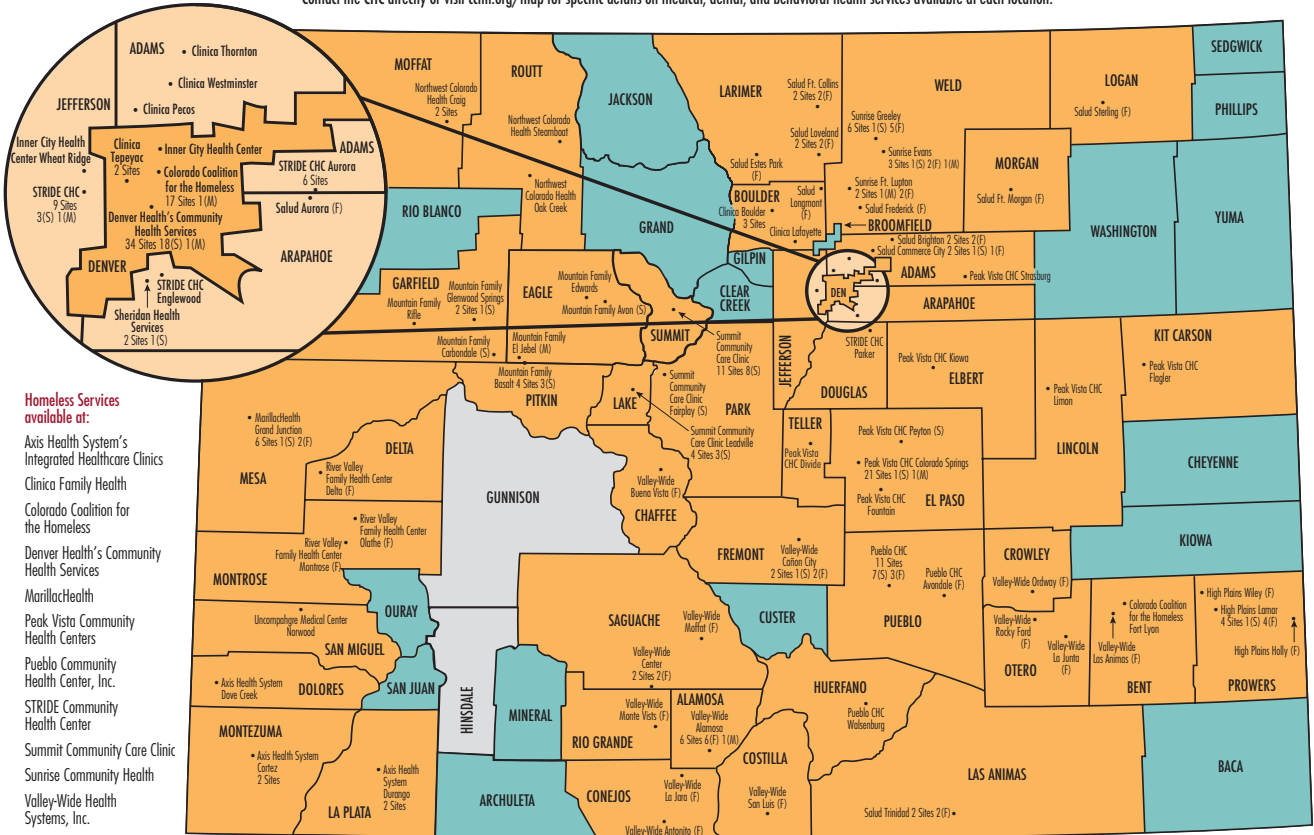 Contact the CHC directly or visit cchn.org/map for specific details on medical, dental, and behavioral health services available at each location.
ADAMS
Clinica Thornton
Clinica Westminster
JEFFERSON
Clinica Pecos
Inner City Health
Center Wheat Ridge
Clinica
Tepeyac
2 Sites
Inner City Health Center
ADAMS
Colorado Coalition
for the Homeless
17 Sites 1(M)
STRIDE CHC Aurora
6 Sites
STRIDE CHC
9 Sites
3(S) 1(M)
Salud Aurora (F)
Denver Health's Community
Health Services
34 Sites 18(S) 1(M)
ARAPAHOE
DENVER
STRIDE CHC
Englewood
Sheridan Health
Services
2 Sites 1(S)
MOFFAT
Northwest Colorado
Health Craig
2 Sites
ROUTT
Northwest Colorado
Health Steamboat
Northwest
Colorado Health
Oak Creek
JACKSON
LARIMER
Salud Ft. Collins
2 Sites 2(F)
Salud Loveland
2 Sites 2(F)
Salud Estes Park
(F)
WELD
Sunrise Greeley
6 Sites 1(S) 5(F)
Sunrise Evans
3 Sites 1(S) 2(F) 1(M)
Sunrise Ft. Lupton
2 Sites 1(M) 2(F)
Salud Frederick (F)
LOGAN
Salud Sterling (F)
SEDGWICK
PHILLIPS
MORGAN
Salud Ft. Morgan (F)
WASHINGTON
YUMA
RIO BLANCO
GRAND
BOULDER
Clinica Boulder
3 Sites
Salud
Longmont
(F)
Clinica Lafayette
BROOMFIELD
Salud Brighton 2 Sites 2(F)
Salud Commerce City 2 Sites 1(S) 1(F)
GILPIN
CLEAR
CREEK
ADAMS
Peak Vista CHC Strasburg
DEN
ARAPAHOE
GARFIELD
Mountain Family
Rifle
Mountain Family
Glenwood Springs
2 Sites 1(S)
EAGLE
Mountain Family
Edwards
Mountain Family Avon (S)
SUMMIT
Summit
Community
Care Clinic
11 Sites 8(S)
Mountain Family
Carbondale (S)
Mountain Family
El Jebel (M)
Mountain Family
Basalt 4 Sites 3(S)
PITKIN
JEFFERSON
STRIDE CHC
Parker
DOUGLAS
Peak Vista CHC Kiowa
ELBERT
KIT CARSON
Peak Vista CHC
Flagler
Peak Vista CHC
Limon
LINCOLN
CHEYENNE
LAKE
Summit
Community
Care Clinic
Fairplay (S)
PARK
Summit Community
Care Clinic Leadville
4 Sites 3(S)
TELLER
Peak Vista
CHC Divide
Peak Vista CHC Peyton (S)
Peak Vista CHC Colorado Springs
21 Sites 1(S) 1(M)
Peak Vista CHC
Fountain
EL PASO
MarillacHealth
Grand Junction
6 Sites 1(S) 2(F)
MESA
DELTA
River Valley
Family Health Center
Delta (F)
GUNNISON
Valley-Wide
Buena Vista (F)
CHAFFEE
River Valley
Family Health Center
Olathe (F)
River Valley
Family Health Center
Montrose (F)
MONTROSE
FREMONT
Valley-Wide
Cañon City
2 Sites 1(S) 2(F)
Pueblo CHC
11 Sites
7(S) 3(F)
Pueblo CHC
Avondale (F)
PUEBLO
CROWLEY
Valley-Wide Ordway (F)
KIOWA
OURAY
Uncompahgre Medical Center
Norwood
SAN MIGUEL
SAGUACHE
Valley-Wide
Moffat (F)
Valley-Wide
Center
2 Sites 2(F)
CUSTER
Valley-Wide
Rocky Ford
(F)
Valley-Wide
La Junta
(F)
OTERO
Colorado Coalition
for the Homeless
Fort Lyon
Valley-Wide
Las Animas (F)
BENT
High Plains Wiley (F)
High Plains Lamar
4 Sites 1(S) 4(F)
High Plains Holly (F)
PROWERS
Axis Health System
Dove Creek
DOLORES
SAN JUAN
HINSDALE
MINERAL
Valley-Wide
Monte Vista (F)
RIO GRANDE
ALAMOSA
Valley-Wide
Alamosa
6 Sites 6(F) 1(M)
HUERFANO
Pueblo CHC
Walsenburg
MONTEZUMA
Axis Health System
Cortez
2 Sites
Axis Health
System
Durango
2 Sites
LA PLATA
ARCHULETA
CONEJOS
Valley-Wide
La Jara (F)
Valley-Wide Antonito (F)
COSTILLA
Valley-Wide
San Luis (F)
LAS ANIMAS
Salud Trinidad 2 Sites 2(F)
BACA
Homeless Services
available at:
Axis Health System's
Integrated Healthcare Clinics
Clinica Family Health
Colorado Coalition for
the Homeless
Denver Health's Community
Health Services
MarillacHealth
Peak Vista Community
Health Centers
Pueblo Community
Health Center, Inc.
STRIDE Community
Health Center
Summit Community Care Clinic
Sunrise Community Health
Valley-Wide Health
Systems, Inc.